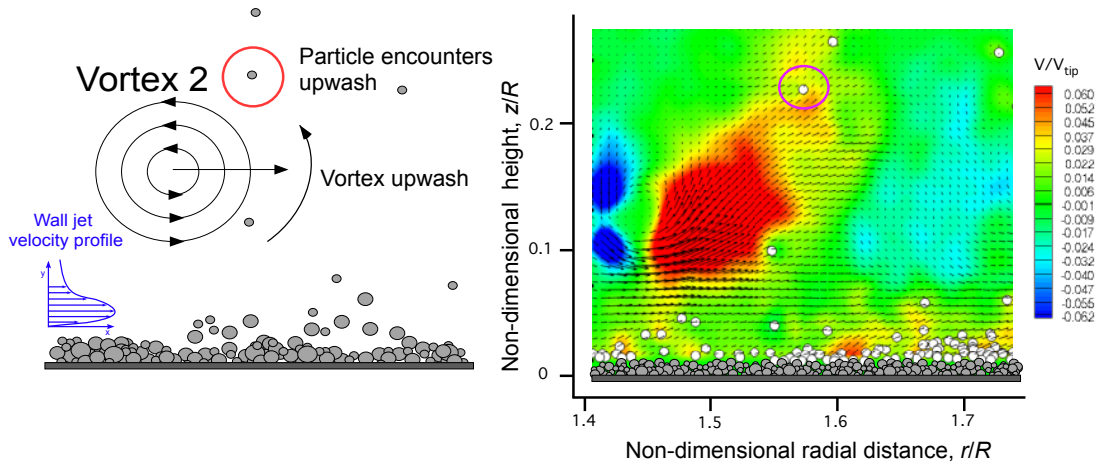 Vortex 2
Particle encounters
upwash
Vortex upwash
Wall jet
velocity profile
y
x
Non-dimensional height, z/R
0.2
0.1
0
1.4
1.5
1.6
1.7
Non-dimensional radial distance, r/R
V/Vtip
0.060
0.052
0.045
0.037
0.029
0.022
0.014
0.006
-0.001
-0.009
-0.017
-0.024
-0.032
-0.040
-0.047
-0.055
-0.062